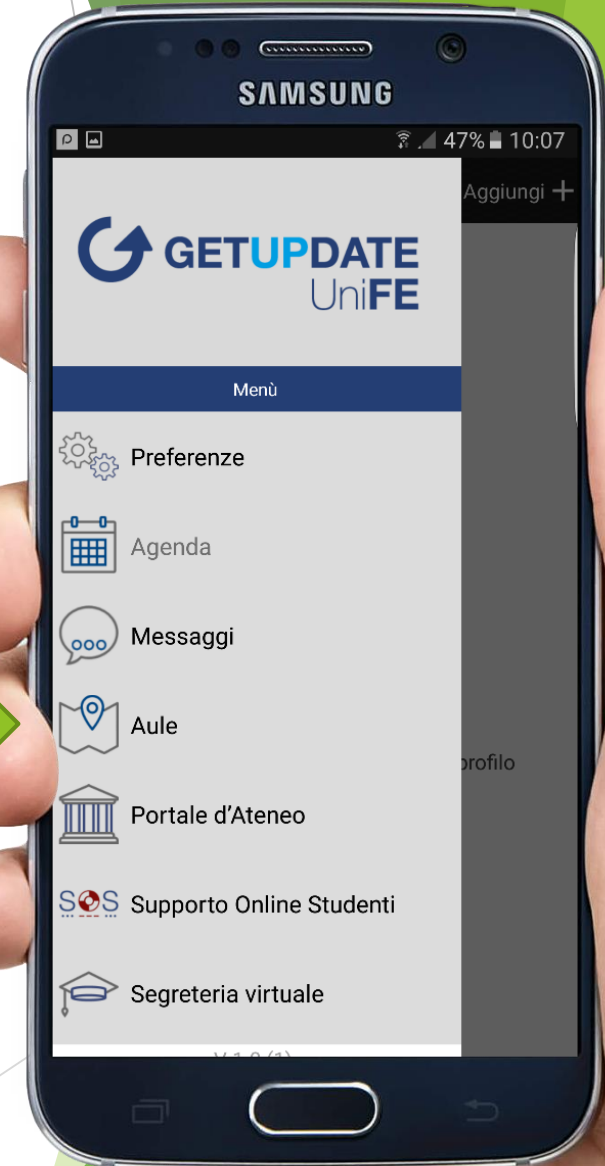 SAMSUNG
47% 10:07
Aggiungi +
GETUPDATE
UniFE
Menù
Preferenze
Agenda
Messaggi
Aule
profilo
Portale d'Ateneo
SOS Supporto Online Studenti
Segreteria virtuale